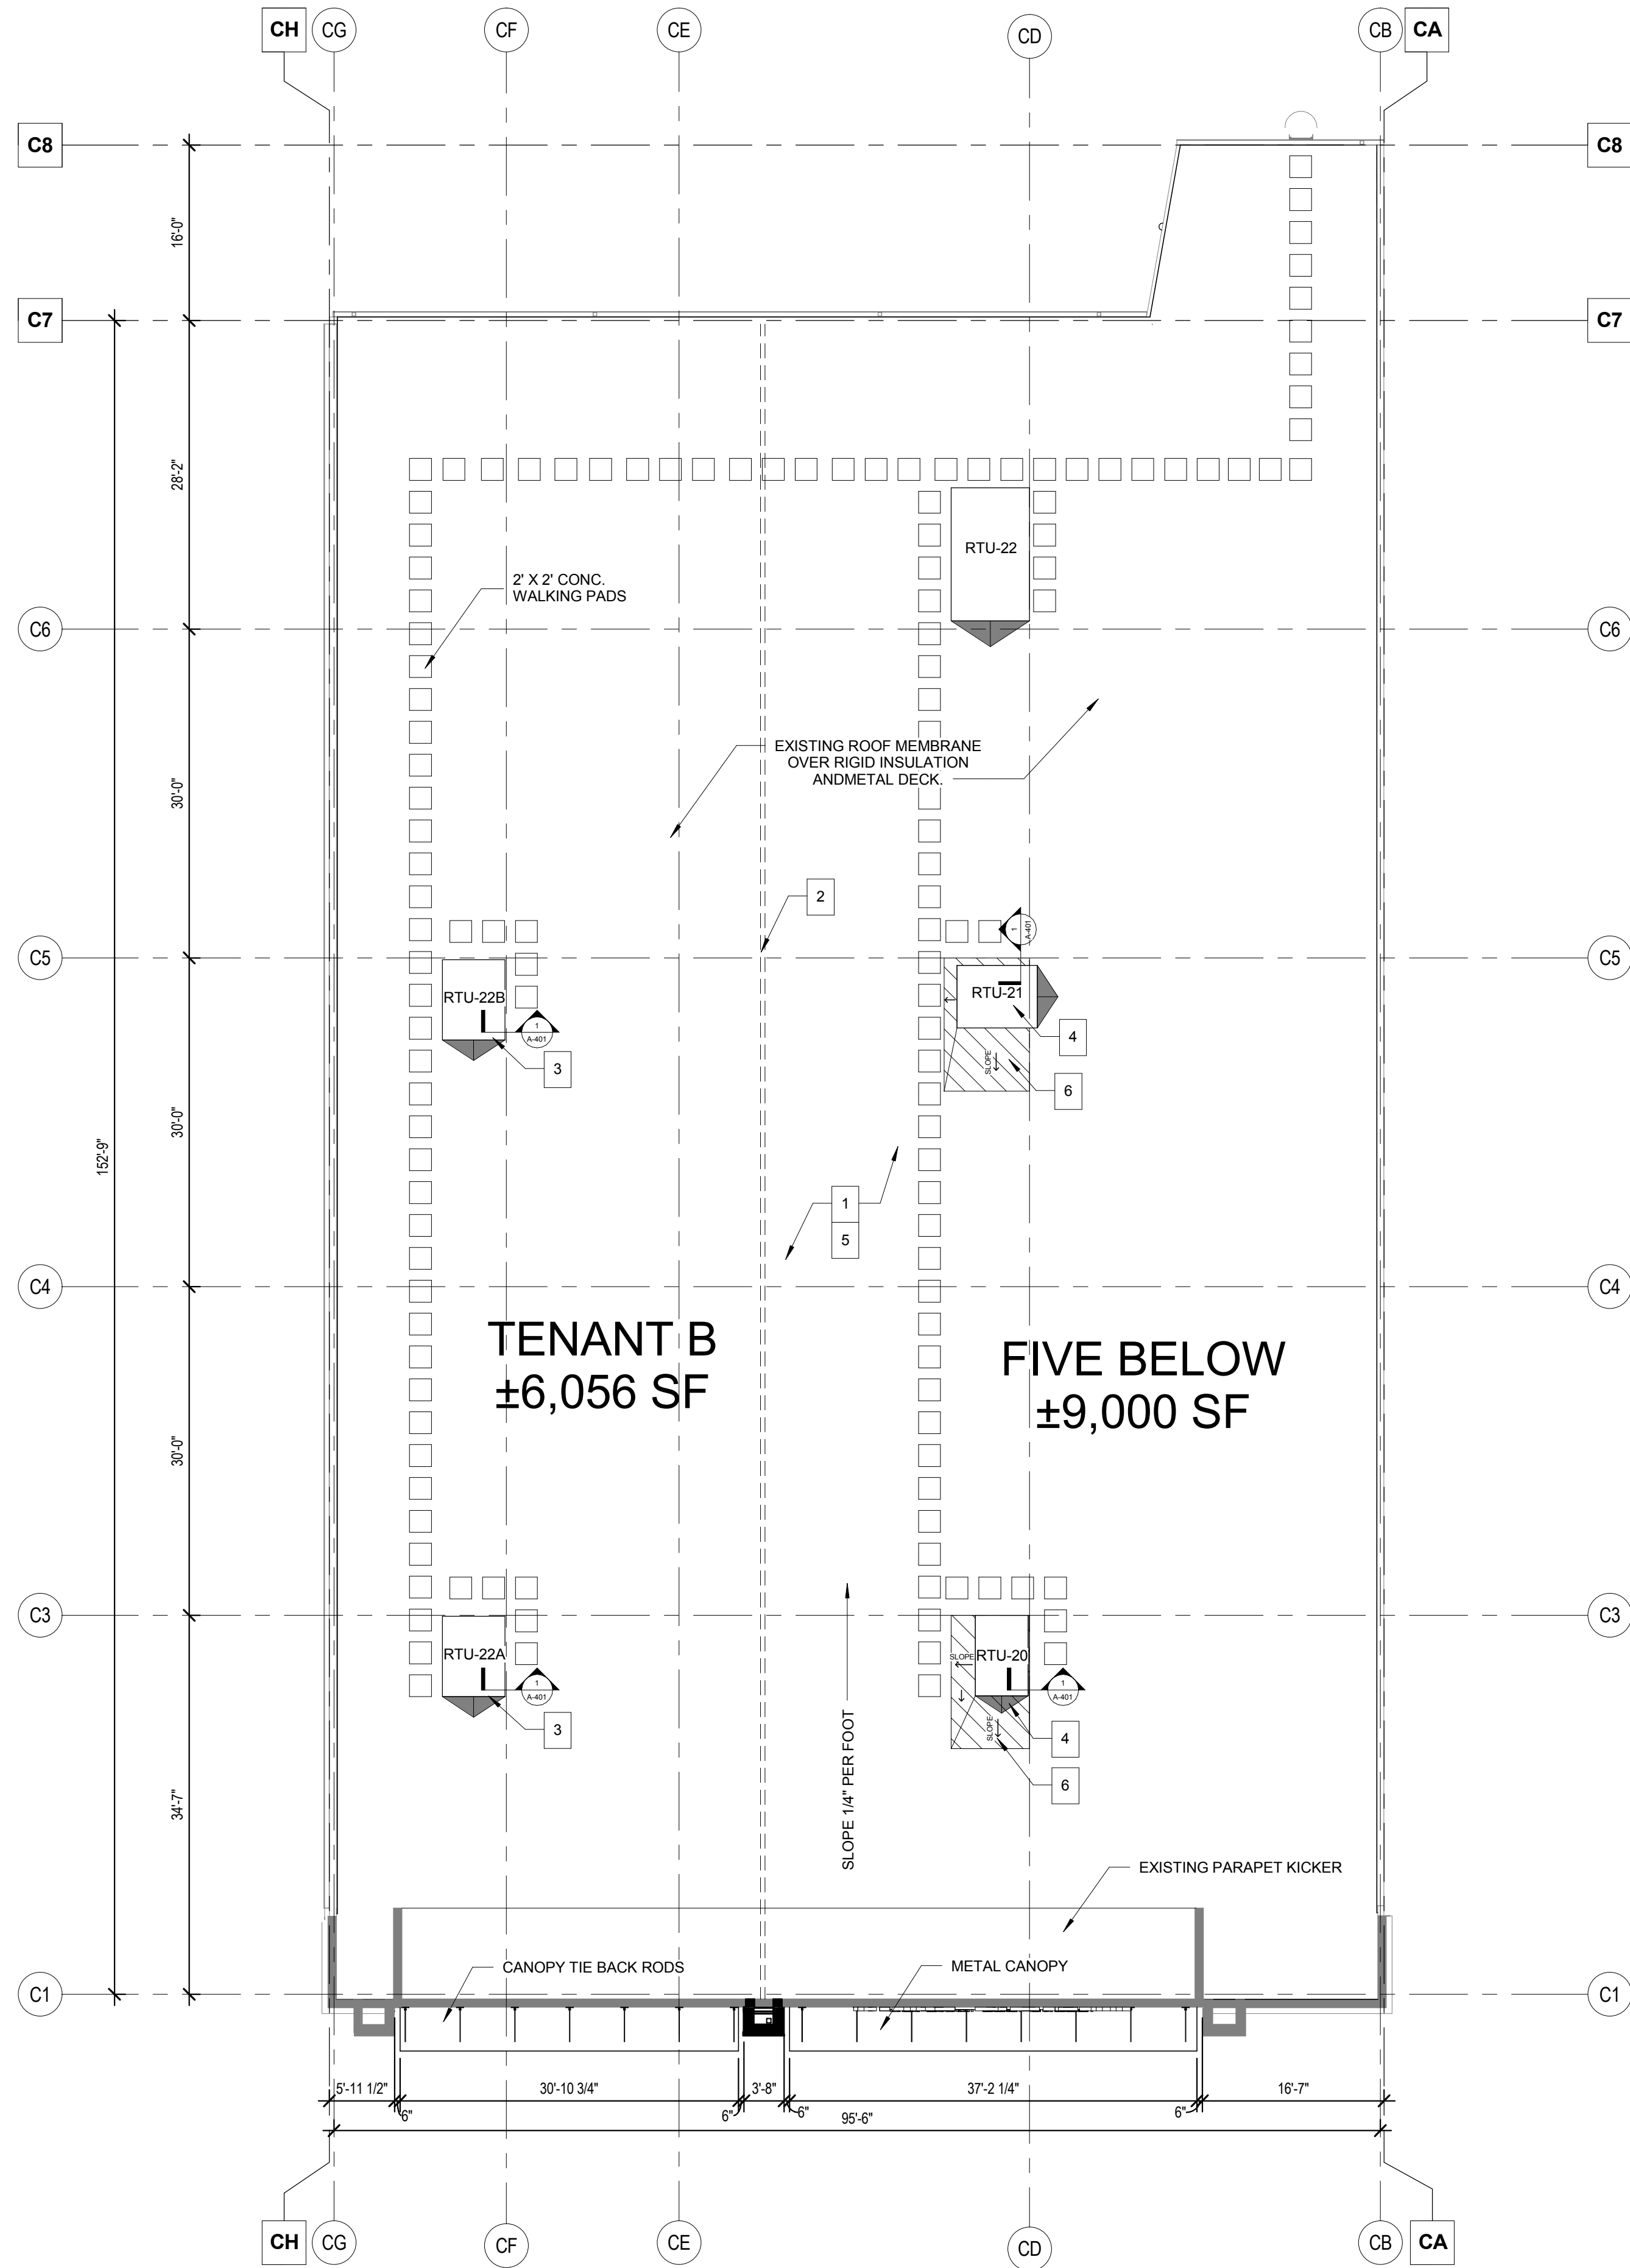 CH
CG
CF
CE
CD
CB
CA
C8
C8
16'-0"
C7
C7
28'-2"
RTU-22
2' X 2' CONC.
WALKING PADS
C6
C6
EXISTING ROOF MEMBRANE
OVER RIGID INSULATION
ANDMETAL DECK.
30'-0"
2
1
A-401
C5
C5
RTU-22B
RTU-21
1
A-401
4
3
SLOPE
6
30'-0"
152'-9"
1
5
C4
C4
TENANT B
±6,056 SF
FIVE BELOW
±9,000 SF
30'-0"
C3
C3
RTU-22A
SLOPE
RTU-20
1
A-401
1
A-401
3
SLOPE
4
6
34'-7"
SLOPE 1/4" PER FOOT
EXISTING PARAPET KICKER
CANOPY TIE BACK RODS
METAL CANOPY
C1
C1
5'-11 1/2"
30'-10 3/4"
3'-8"
37'-2 1/4"
16'-7"
6"
6"
6"
6"
95'-6"
CH
CG
CF
CE
CD
CB
CA